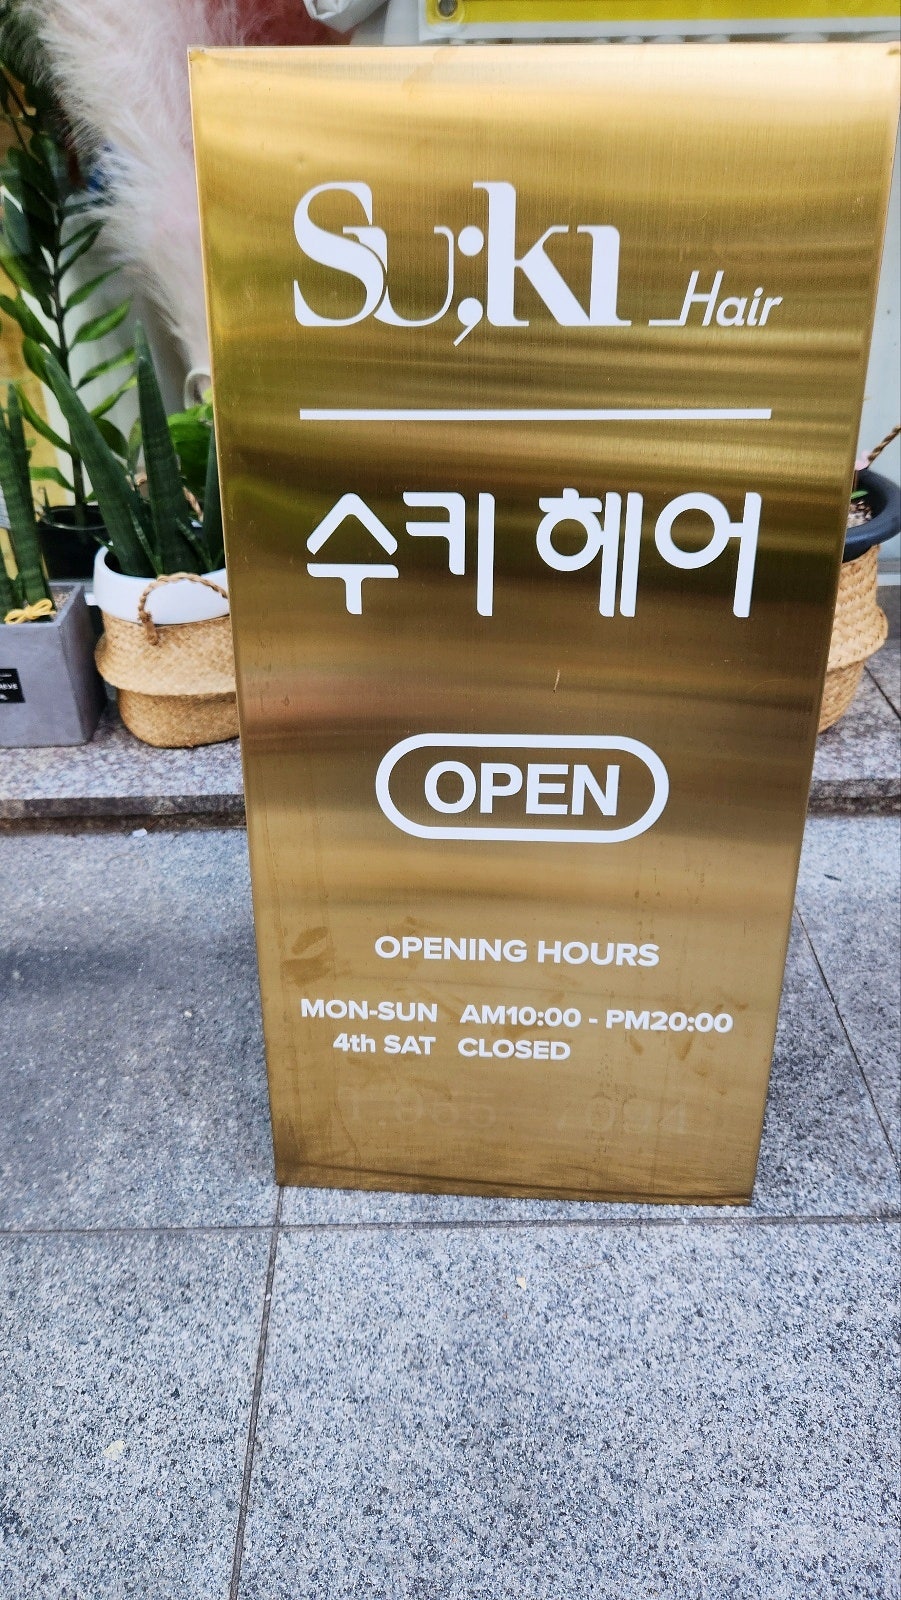 Su;ki Hair
수키 헤어
OPEN
OPENING HOURS
MON-SUN AM10:00 - PM20:00
4th SAT CLOSED